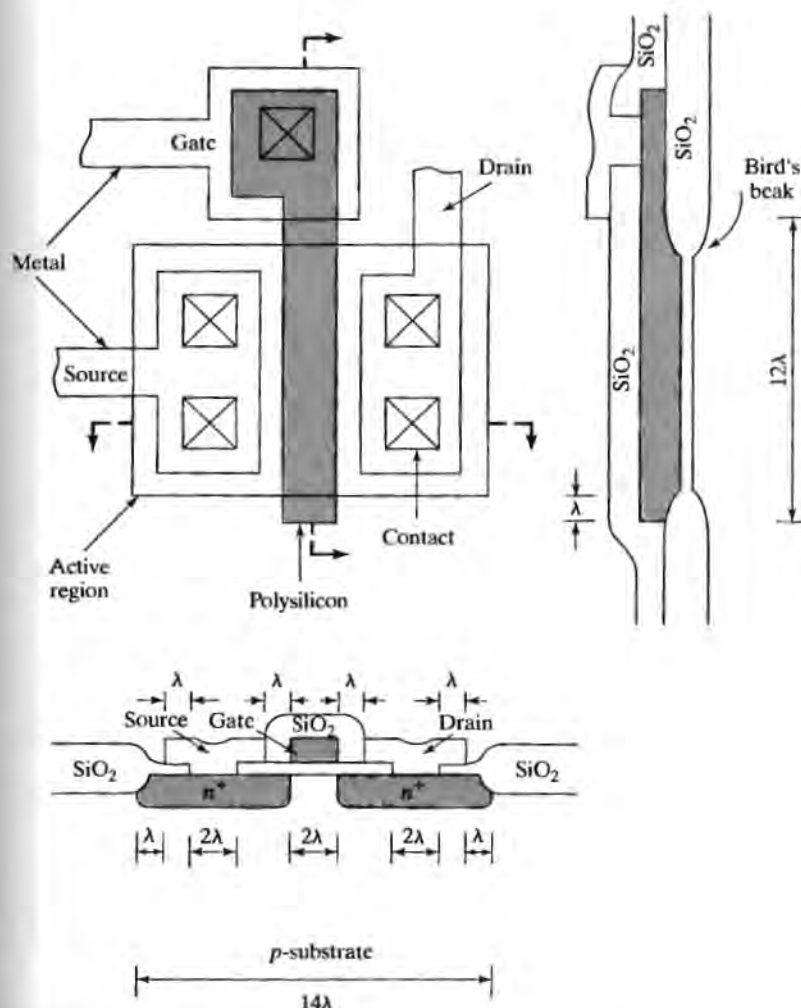 Gate
Drain
Metal
Source
Active
region
Contact
Polysilicon
SiO₂
SiO₂
SiO₂
Bird's
beak
12λ
λ
λ λ λ λ
Source Gate SiO₂ Drain
SiO₂ n⁺ n⁺ SiO₂
λ 2λ 2λ 2λ λ
p-substrate
14λ